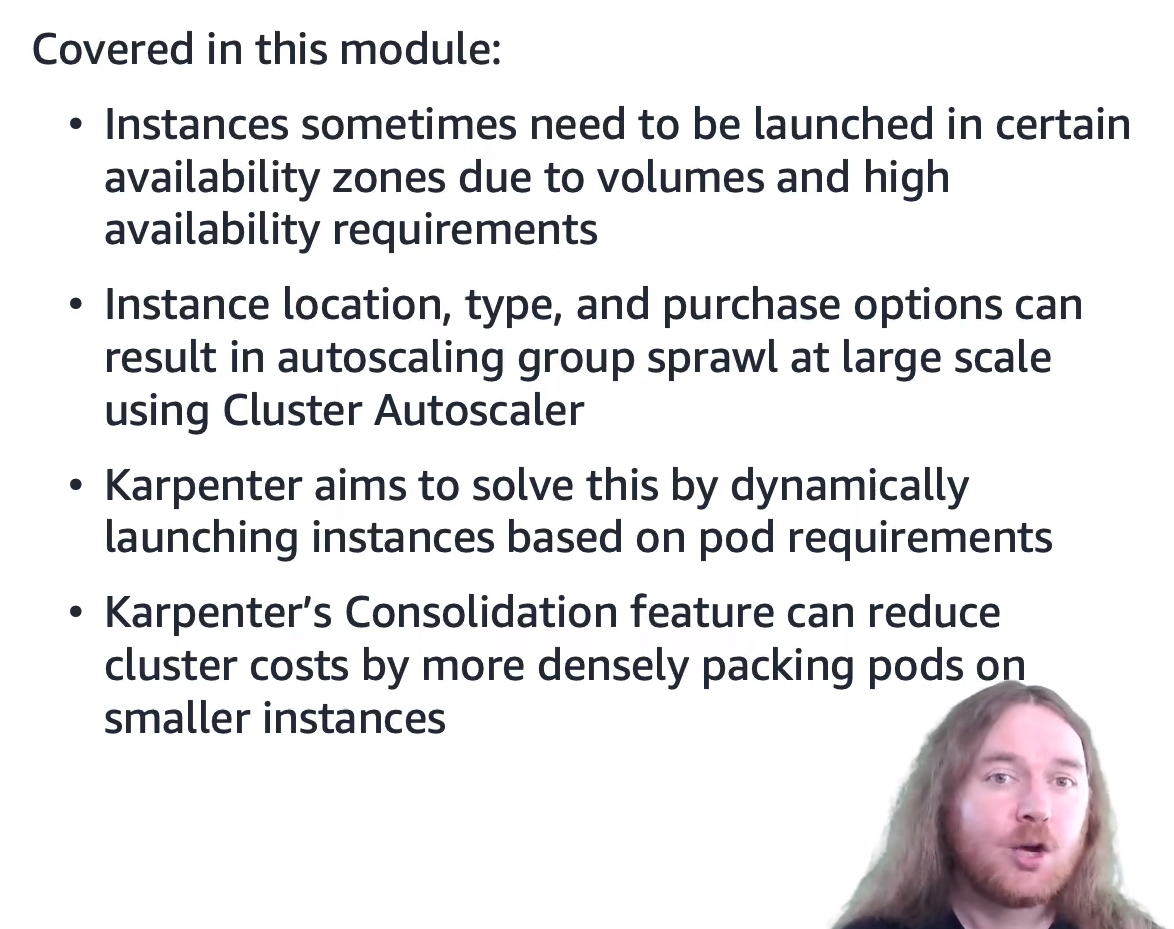 Covered in this module:
• Instances sometimes need to be launched in certain
availability zones due to volumes and high
availability requirements
• Instance location, type, and purchase options can
result in autoscaling group sprawl at large scale
using Cluster Autoscaler
• Karpenter aims to solve this by dynamically
launching instances based on pod requirements
• Karpenter’s Consolidation feature can reduce
cluster costs by more densely packing pods on
smaller instances